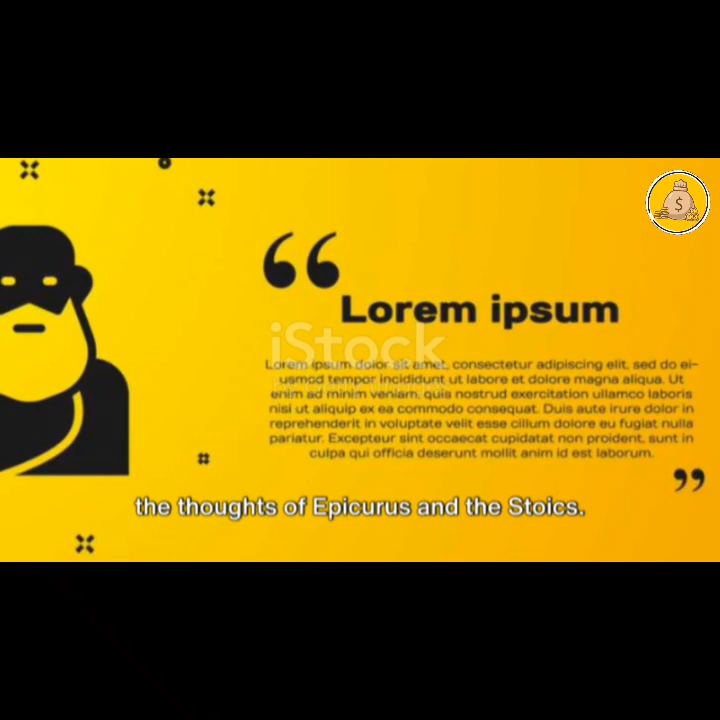 “
Lorem ipsum
iStock
Lorem ipsum dolor sit amet, consectetur adipiscing elit, sed do ei-
usmod tempor incididunt ut labore et dolore magna aliqua. Ut
enim ad minim veniam, quis nostrud exercitation ullamco laboris
nisi ut aliquip ex ea commodo consequat. Duis aute irure dolor in
reprehenderit in voluptate velit esse cillum dolore eu fugiat nulla
pariatur. Excepteur sint occaecat cupidatat non proident, sunt in
culpa qui officia deserunt mollit anim id est laborum.
”
the thoughts of Epicurus and the Stoics.
$